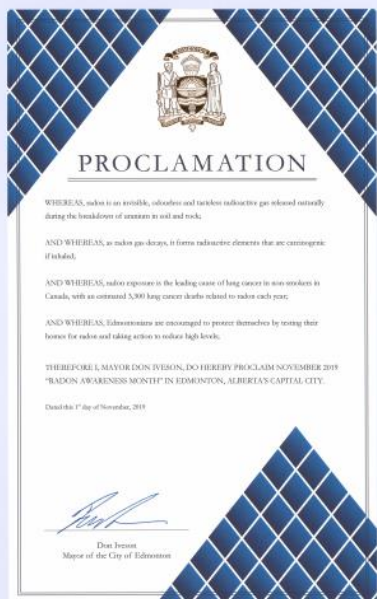 PROCLAMATION
WHEREAS, radon is an invisible, odourless and tasteless radioactive gas released naturally
during the breakdown of uranium in soil and rock;
AND WHEREAS, as radon gas decays, it forms radioactive elements that are carcinogenic
if inhaled;
AND WHEREAS, radon exposure is the leading cause of lung cancer in non-smokers in
Canada, with an estimated 3,300 lung cancer deaths related to radon each year;
AND WHEREAS, Edmontonians are encouraged to protect themselves by testing their
homes for radon and taking action to reduce high levels;
THEREFORE I, MAYOR DON IVESON, DO HEREBY PROCLAIM NOVEMBER 2019
"RADON AWARENESS MONTH" IN EDMONTON, ALBERTA'S CAPITAL CITY.
Dated this 1st day of November, 2019
Don Iveson
Mayor of the City of Edmonton